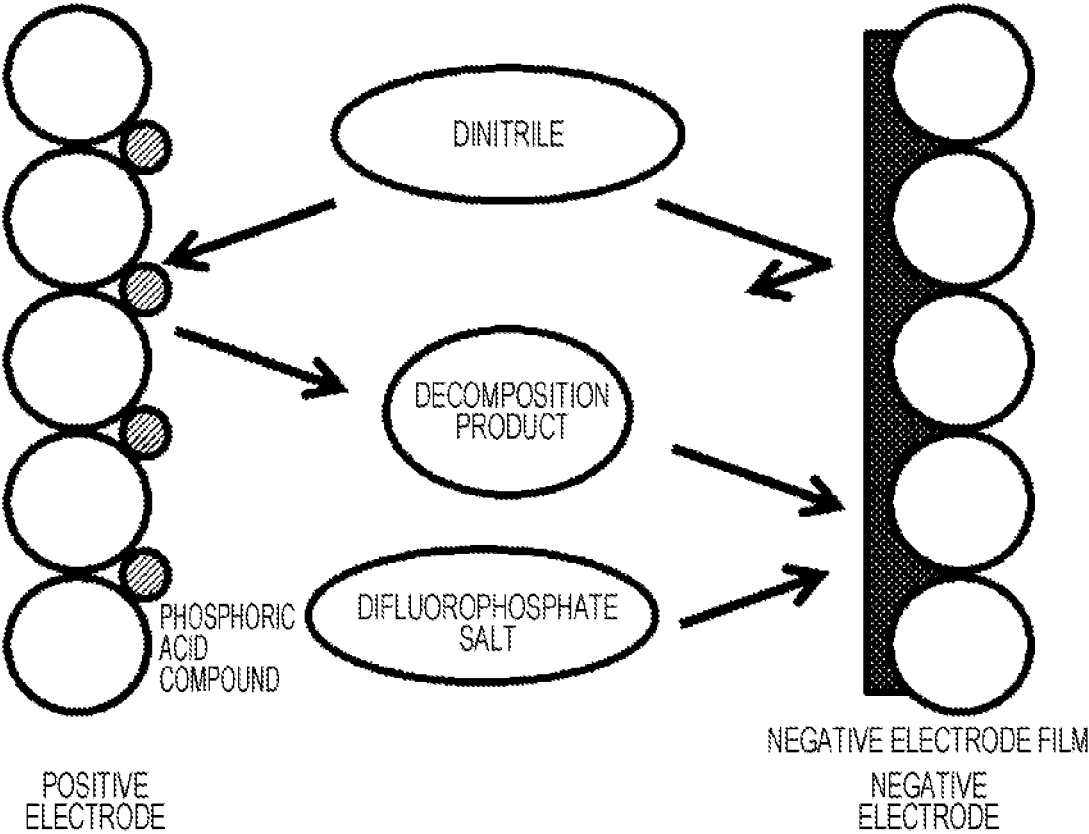 DINITRILE
DECOMPOSITION
PRODUCT
DIFLUOROPHOSPHATE
SALT
PHOSPHORIC
ACID
COMPOUND
NEGATIVE ELECTRODE FILM
POSITIVE
ELECTRODE
NEGATIVE
ELECTRODE